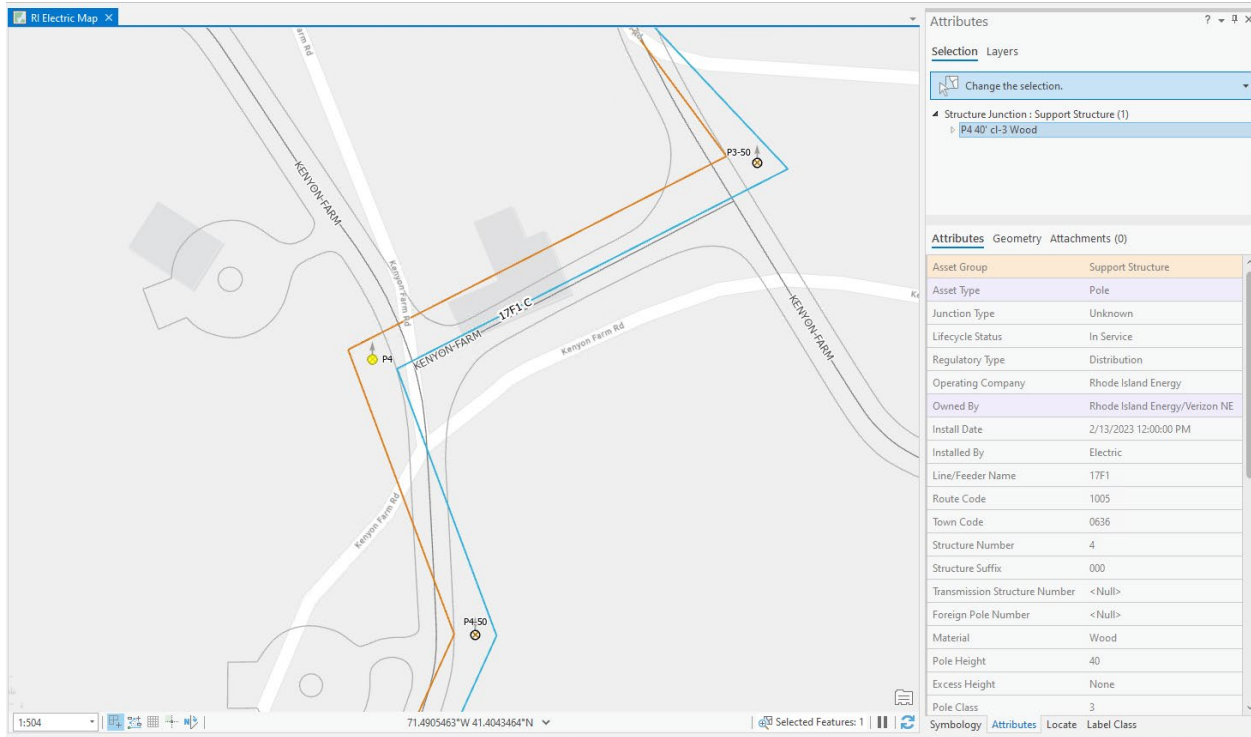 RI Electric Map
arm Rd
Rd
P3-50
KENYON-FARM
Kenyon Farm Rd
17F1 C
KENYON-FARM
P4
Kenyon Farm Rd
KENYON-FARM
Ke
Kenyon Farm Rd
P4-50
1:504
71.4905463°W 41.4043464°N
Selected Features: 1
Attributes
Selection Layers
Change the selection.
Structure Junction : Support Structure (1)
P4 40' cl-3 Wood
Attributes Geometry Attachments (0)
Asset Group Support Structure
Asset Type Pole
Junction Type Unknown
Lifecycle Status In Service
Regulatory Type Distribution
Operating Company Rhode Island Energy
Owned By Rhode Island Energy/Verizon NE
Install Date 2/13/2023 12:00:00 PM
Installed By Electric
Line/Feeder Name 17F1
Route Code 1005
Town Code 0636
Structure Number 4
Structure Suffix 000
Transmission Structure Number <Null>
Foreign Pole Number <Null>
Material Wood
Pole Height 40
Excess Height None
Pole Class 3
Symbology Attributes Locate Label Class